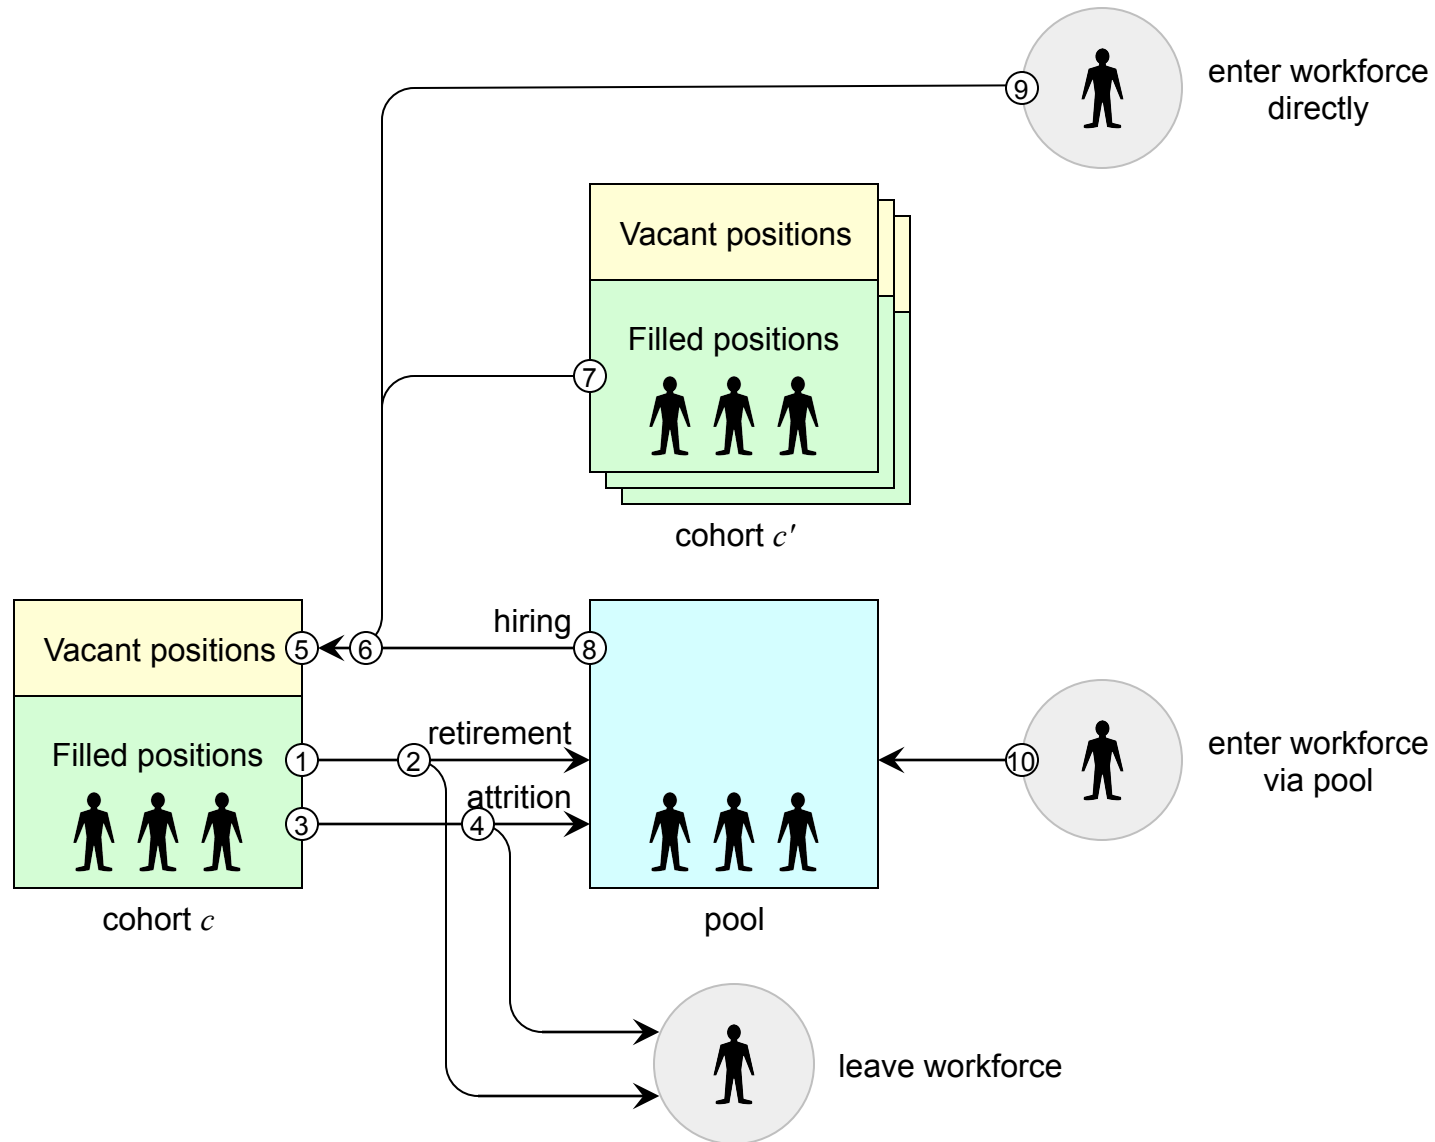 9
enter workforce
directly
Vacant positions
Filled positions
7
cohort c′
hiring
Vacant positions
5
6
8
retirement
Filled positions
1
2
10
enter workforce
via pool
attrition
3
4
cohort c
pool
leave workforce